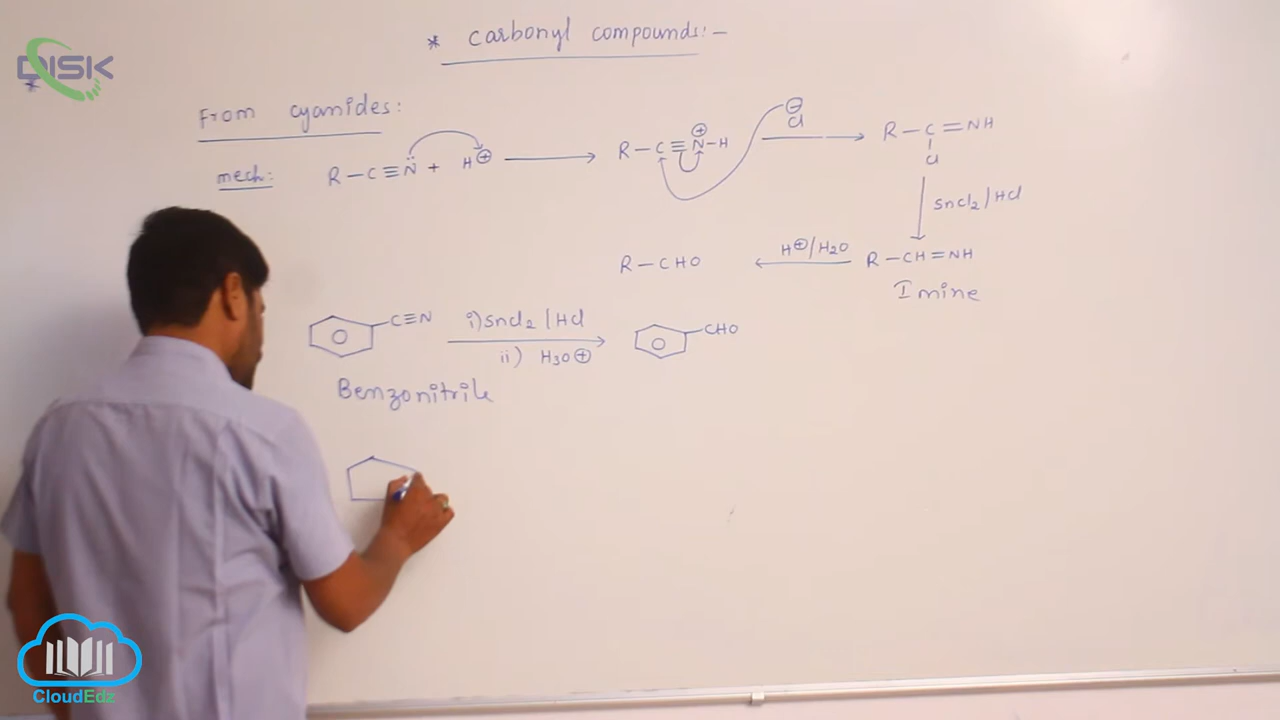 DISK
* Carbonyl compounds:-
*
From cyanides:
mech: R-C≡N̈ + H⊕ → R-C≡N⊕-H ⊖Cl → R-C=NH
Cl
SnCl2/HCl
R-CHO ← H⊕/H2O R-CH=NH
Imine
C≡N i) SnCl2/HCl CHO
ii) H3O⊕
Benzonitrile
CloudEdz